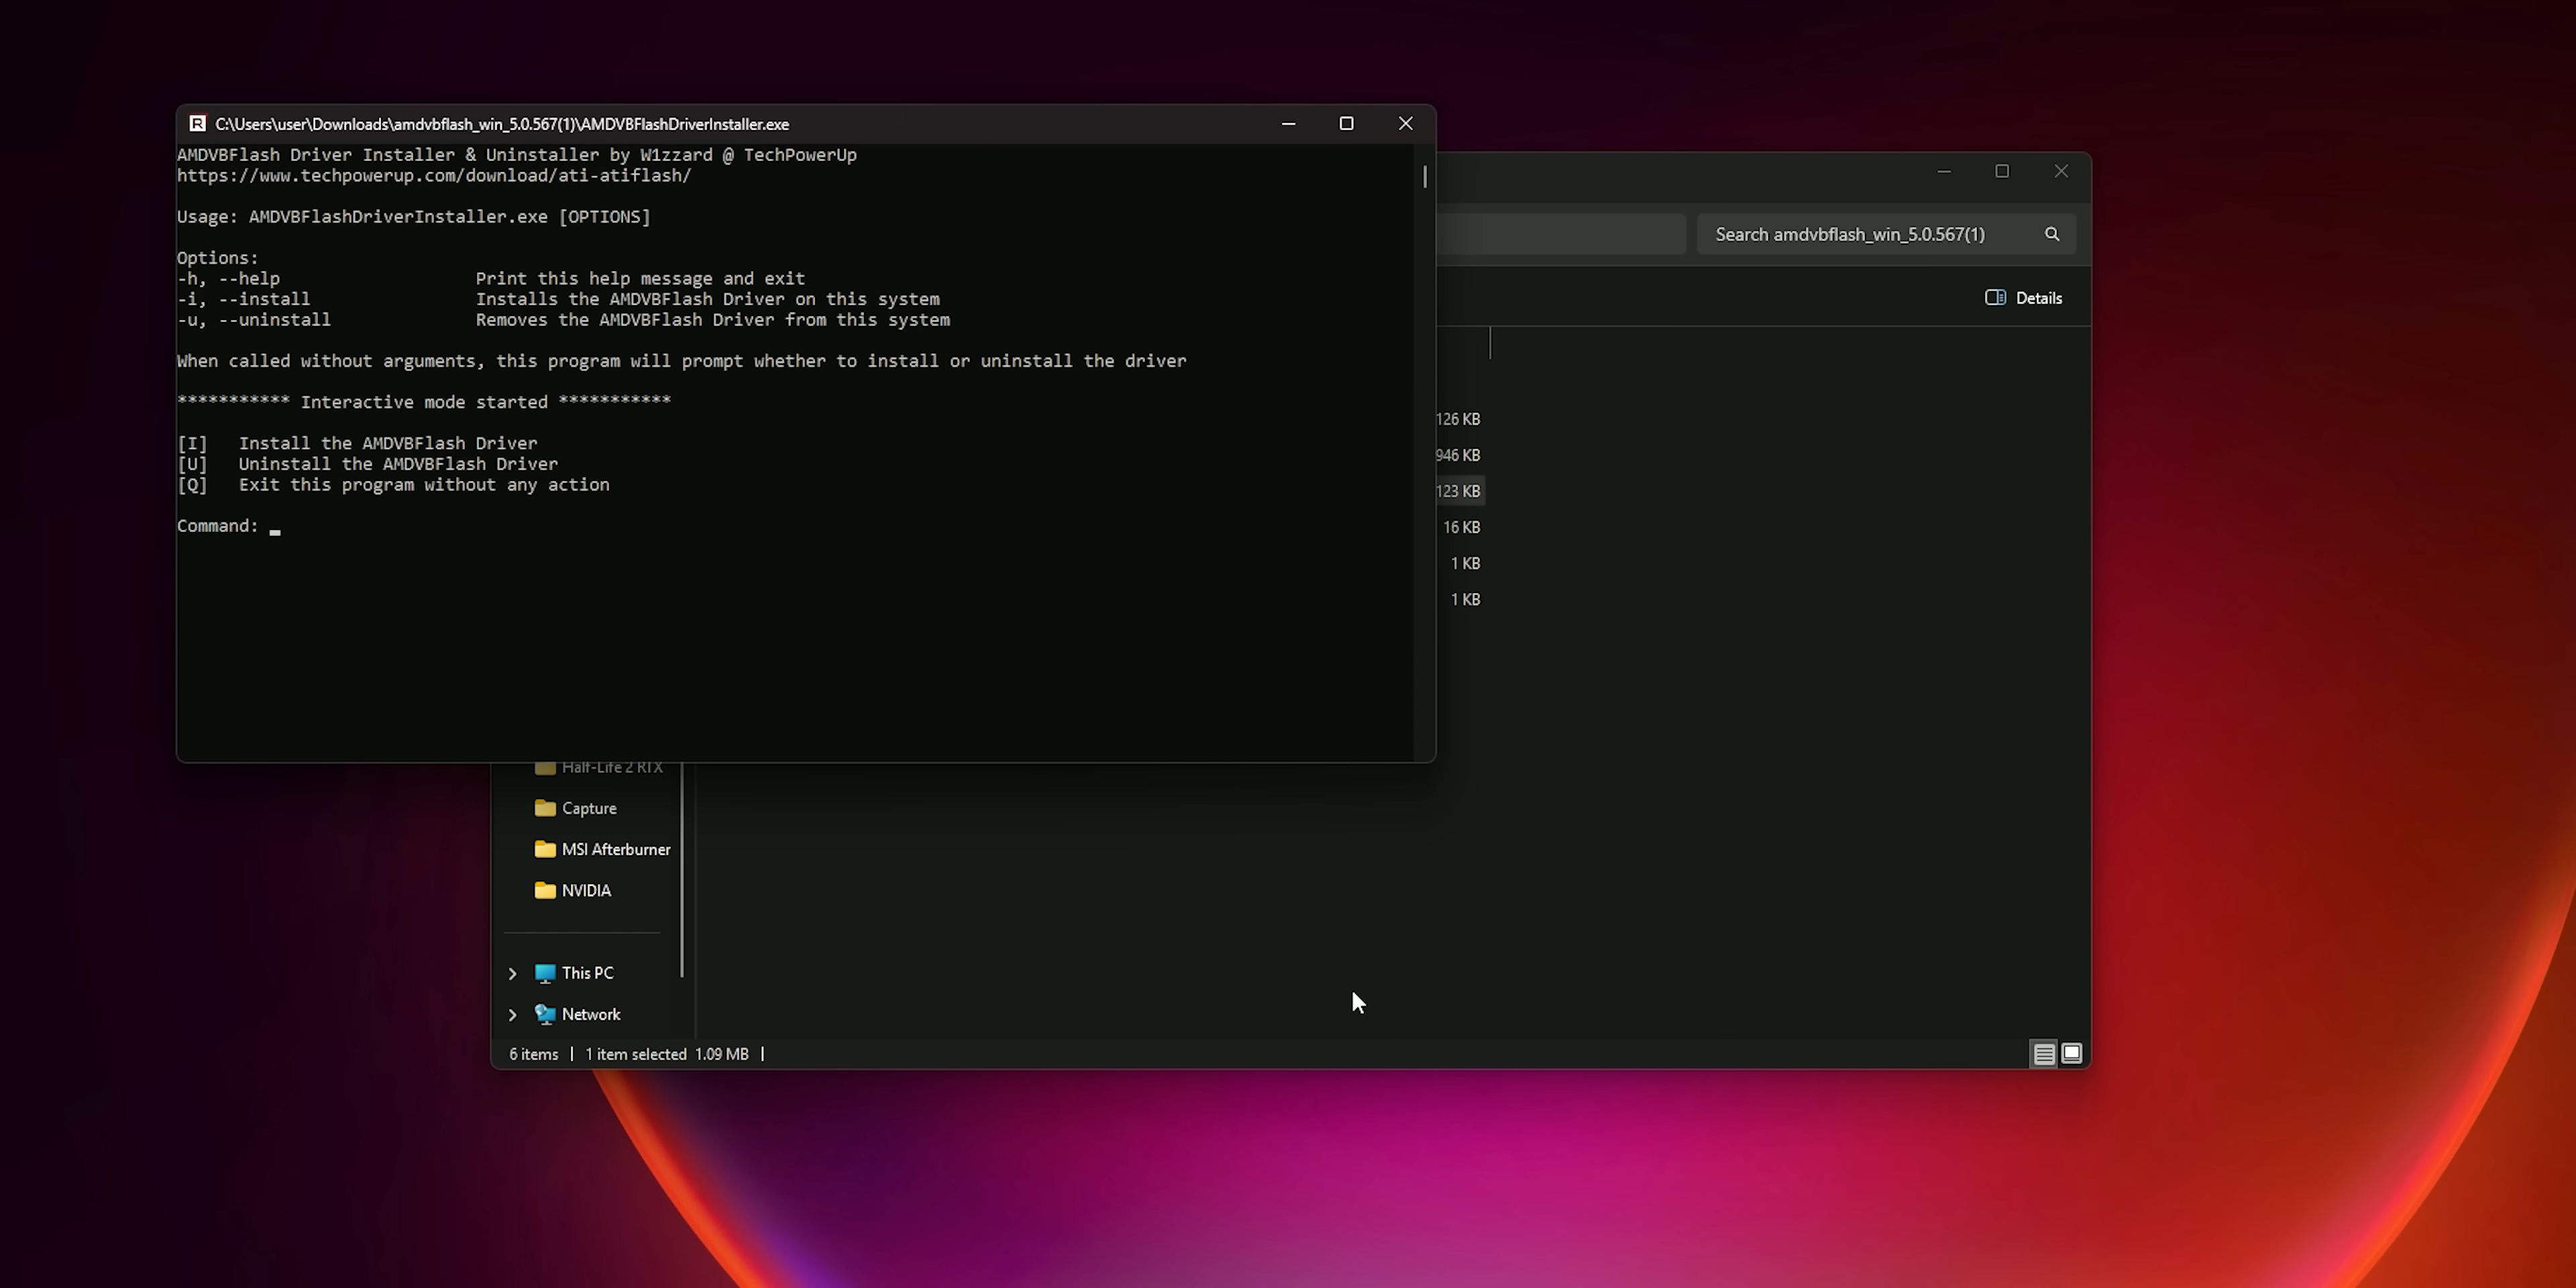 C:\Users\user\Downloads\amdvbflash_win_5.0.567(1)\AMDVBFlashDriverInstaller.exe
AMDVBFlash Driver Installer & Uninstaller by W1zzard @ TechPowerUp
https://www.techpowerup.com/download/ati-atiflash/
Usage: AMDVBFlashDriverInstaller.exe [OPTIONS]
Options:
-h, --help Print this help message and exit
-i, --install Installs the AMDVBFlash Driver on this system
-u, --uninstall Removes the AMDVBFlash Driver from this system
When called without arguments, this program will prompt whether to install or uninstall the driver
*********** Interactive mode started ***********
[I] Install the AMDVBFlash Driver
[U] Uninstall the AMDVBFlash Driver
[Q] Exit this program without any action
Command:
Search amdvbflash_win_5.0.567(1)
Details
126 KB
946 KB
123 KB
16 KB
1 KB
1 KB
Half-Life 2 RTX
Capture
MSI Afterburner
NVIDIA
This PC
Network
6 items | 1 item selected 1.09 MB |